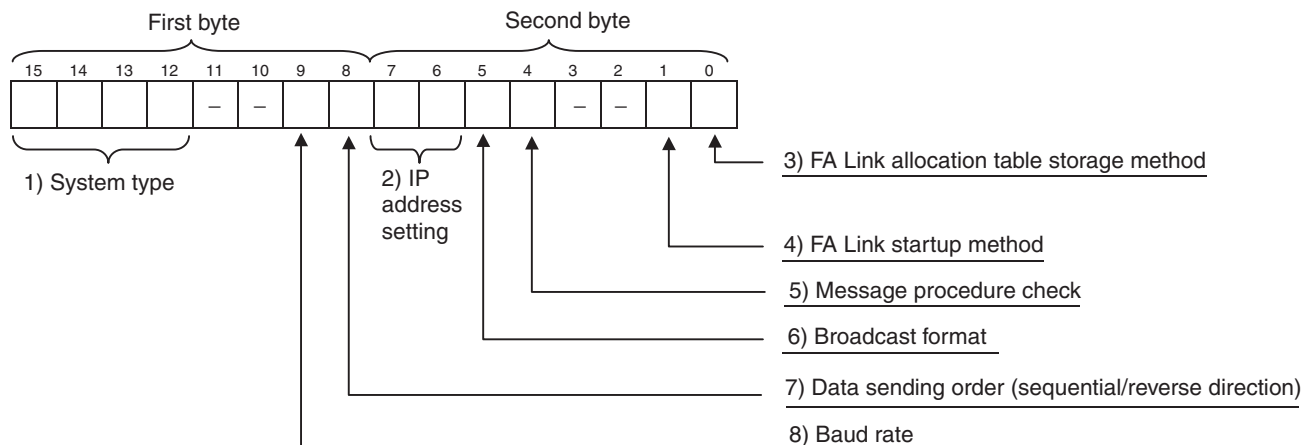 First byte Second byte
15 14 13 12 11 10 9 8 7 6 5 4 3 2 1 0
– – – –
1) System type
2) IP
address
setting
3) FA Link allocation table storage method
4) FA Link startup method
5) Message procedure check
6) Broadcast format
7) Data sending order (sequential/reverse direction)
8) Baud rate